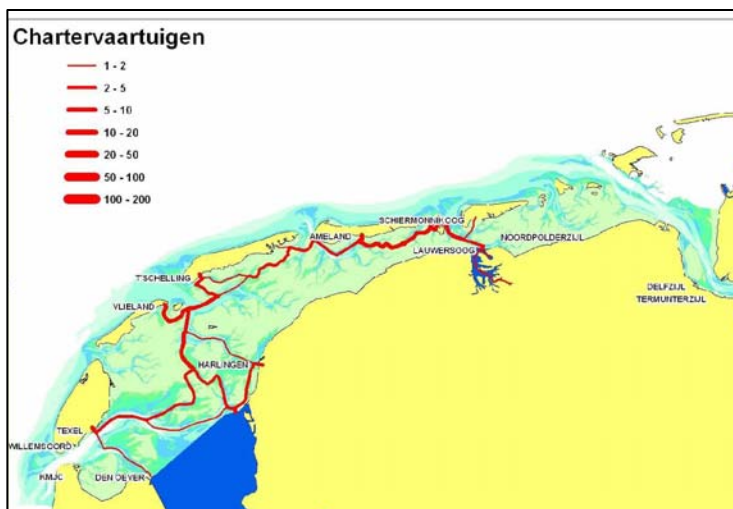 Chartervaartuigen
1 - 2
2 - 5
5 - 10
10 - 20
20 - 50
50 - 100
100 - 200
SCHIERMONNIKOOG
AMELAND
NOORDPOLDERZIJL
LAUWERSOOG
T'SCHELLING
DELFZIJL
TERMUNTERZIJL
VLIELAND
HARLINGEN
TEXEL
WILLEMSOORD
KMJC
DEN OEVER